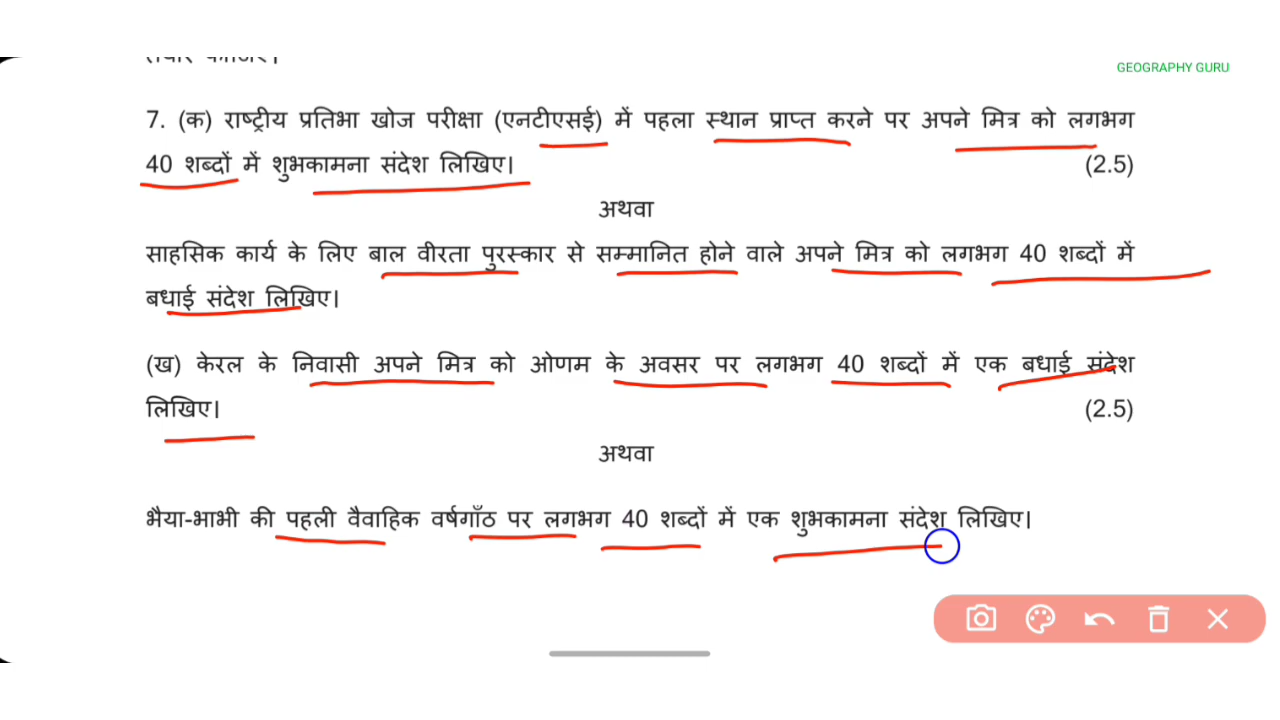 GEOGRAPHY GURU
7. (क) राष्ट्रीय प्रतिभा खोज परीक्षा (एनटीएसई) में पहला स्थान प्राप्त करने पर अपने मित्र को लगभग
40 शब्दों में शुभकामना संदेश लिखिए। (2.5)
अथवा
साहसिक कार्य के लिए बाल वीरता पुरस्कार से सम्मानित होने वाले अपने मित्र को लगभग 40 शब्दों में
बधाई संदेश लिखिए।
(ख) केरल के निवासी अपने मित्र को ओणम के अवसर पर लगभग 40 शब्दों में एक बधाई संदेश
लिखिए। (2.5)
अथवा
भैया-भाभी की पहली वैवाहिक वर्षगाँठ पर लगभग 40 शब्दों में एक शुभकामना संदेश लिखिए।